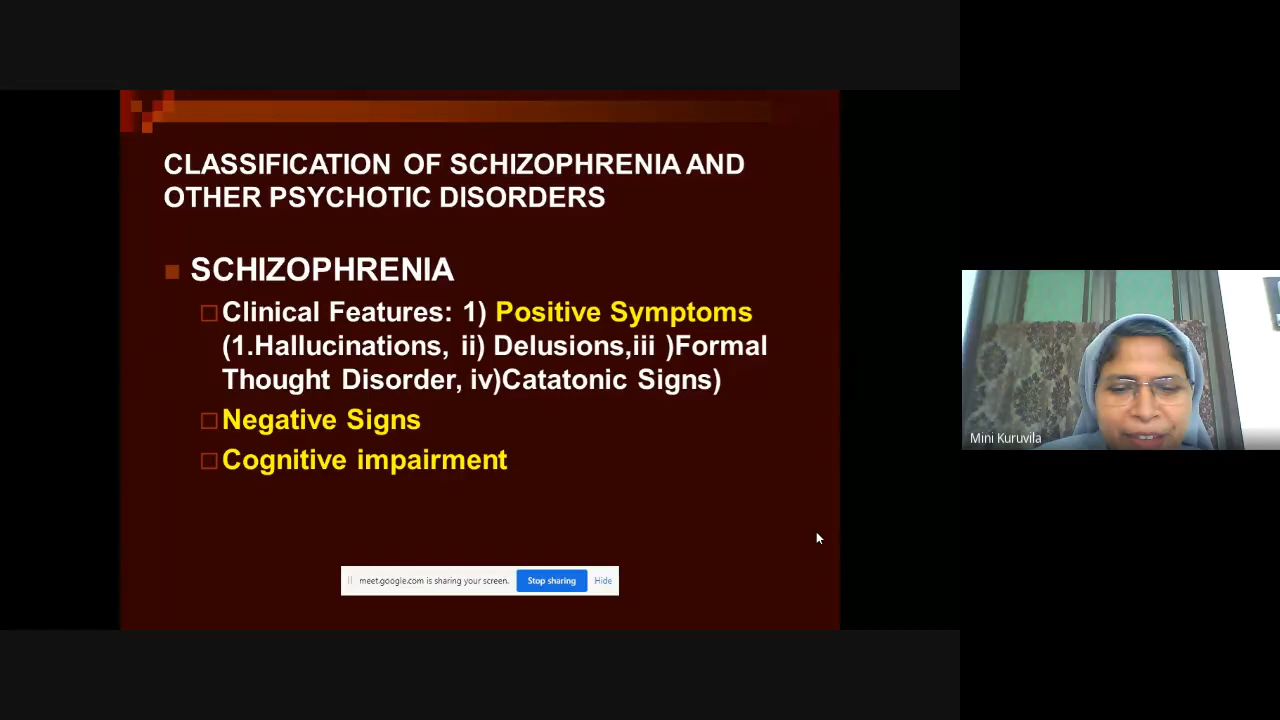 CLASSIFICATION OF SCHIZOPHRENIA AND
OTHER PSYCHOTIC DISORDERS
SCHIZOPHRENIA
Clinical Features: 1) Positive Symptoms
(1.Hallucinations, ii) Delusions,iii )Formal
Thought Disorder, iv)Catatonic Signs)
Negative Signs
Cognitive impairment
meet.google.com is sharing your screen. Stop sharing Hide
Mini Kuruvila